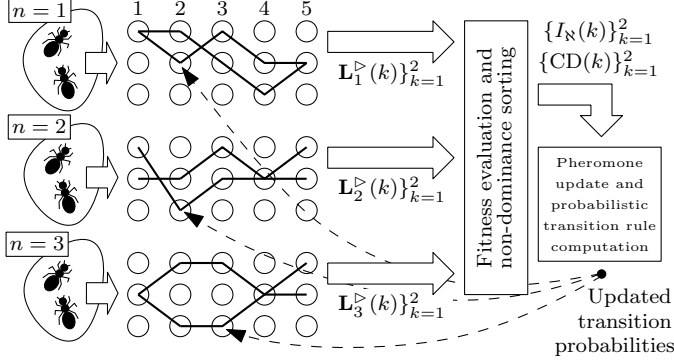 n = 1
1 2 3 4 5
L₁^▷(k)}²ₖ₌₁
Fitness evaluation and
non-dominance sorting
{I_ℵ(k)}²ₖ₌₁
{CD(k)}²ₖ₌₁
n = 2
L₂^▷(k)}²ₖ₌₁
Pheromone
update and
probabilistic
transition rule
computation
n = 3
L₃^▷(k)}²ₖ₌₁
Updated
transition
probabilities